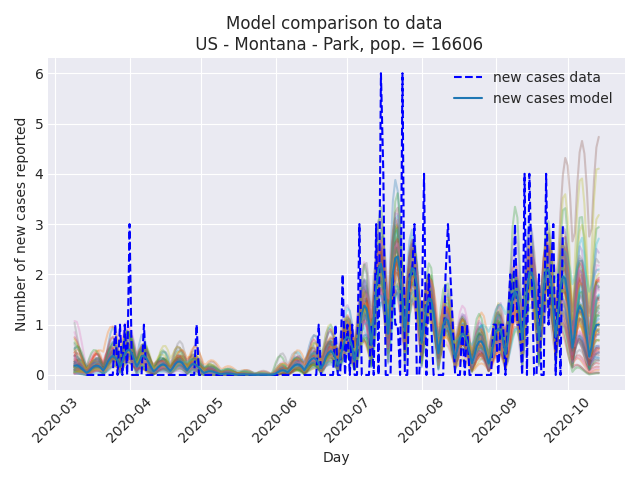 Model comparison to data
US - Montana - Park, pop. = 16606
new cases data
new cases model
Number of new cases reported
6
5
4
3
2
1
0
2020-03
2020-04
2020-05
2020-06
2020-07
2020-08
2020-09
2020-10
Day